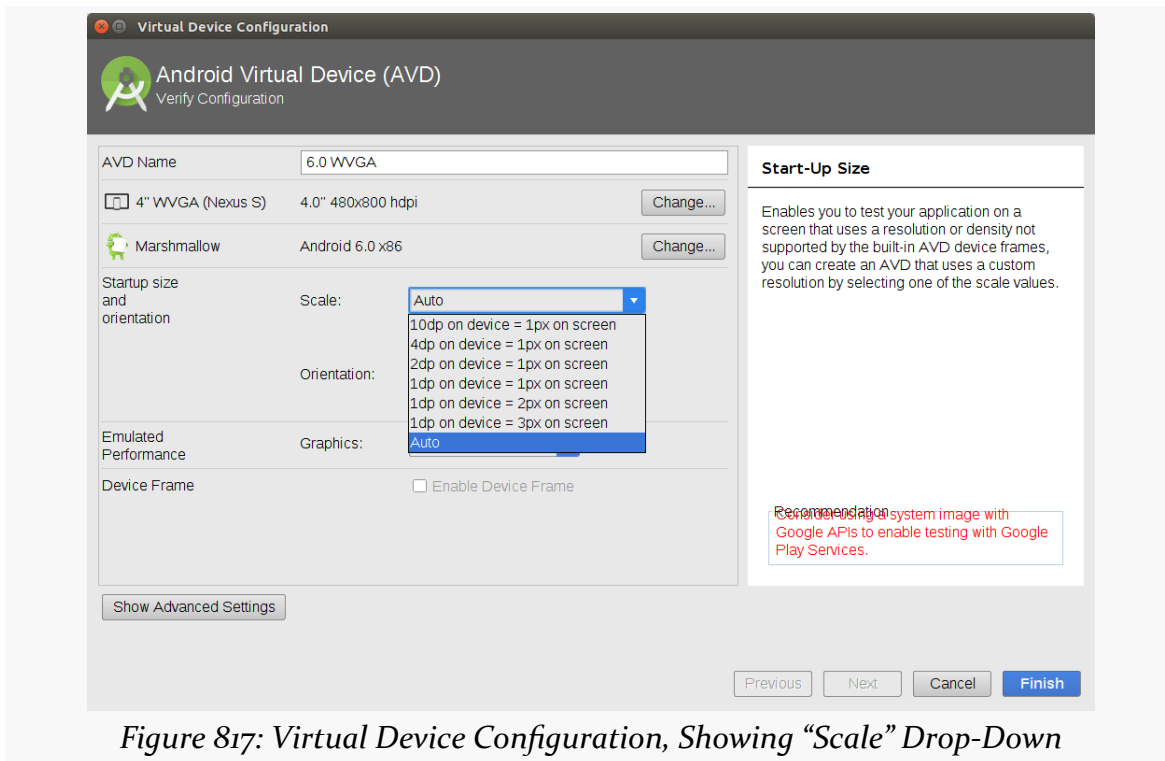 Virtual Device Configuration
Android Virtual Device (AVD)
Verify Configuration
AVD Name
6.0 WVGA
4" WVGA (Nexus S)
4.0" 480x800 hdpi
Change...
Marshmallow
Android 6.0 x86
Change...
Startup size
and
orientation
Scale:
Auto
10dp on device = 1px on screen
4dp on device = 1px on screen
2dp on device = 1px on screen
1dp on device = 1px on screen
1dp on device = 2px on screen
1dp on device = 3px on screen
Auto
Orientation:
Emulated
Performance
Graphics:
Device Frame
Enable Device Frame
Start-Up Size
Enables you to test your application on a
screen that uses a resolution or density not
supported by the built-in AVD device frames,
you can create an AVD that uses a custom
resolution by selecting one of the scale values.
Recommendation
Consider using a system image with
Google APIs to enable testing with Google
Play Services.
Show Advanced Settings
Previous
Next
Cancel
Finish
Figure 817: Virtual Device Configuration, Showing “Scale” Drop-Down